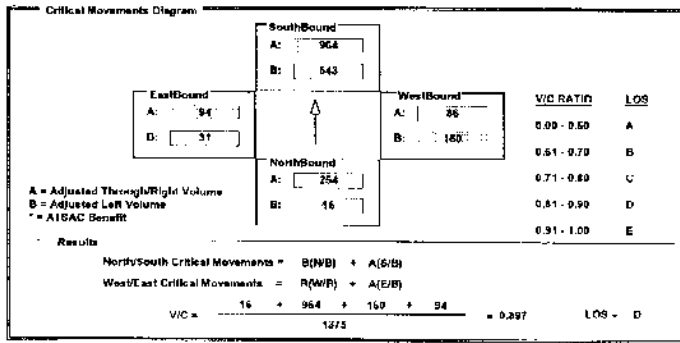 Critical Movements Diagram
SouthBound
A: 964
B: 543
EastBound
A: 94
B: 31
WestBound
A: 86
B: 160
NorthBound
A: 254
B: 16
V/C RATIO LOS
0.00 - 0.60 A
0.61 - 0.70 B
0.71 - 0.80 C
0.81 - 0.90 D
0.91 - 1.00 E
A = Adjusted Through/Right Volume
B = Adjusted Left Volume
* = ATSAC Benefit
Results
North/South Critical Movements = B(N/B) + A(S/B)
West/East Critical Movements = B(W/B) + A(E/B)
V/C = 16 + 964 + 160 + 94 = 0.897 LOS = D
1375